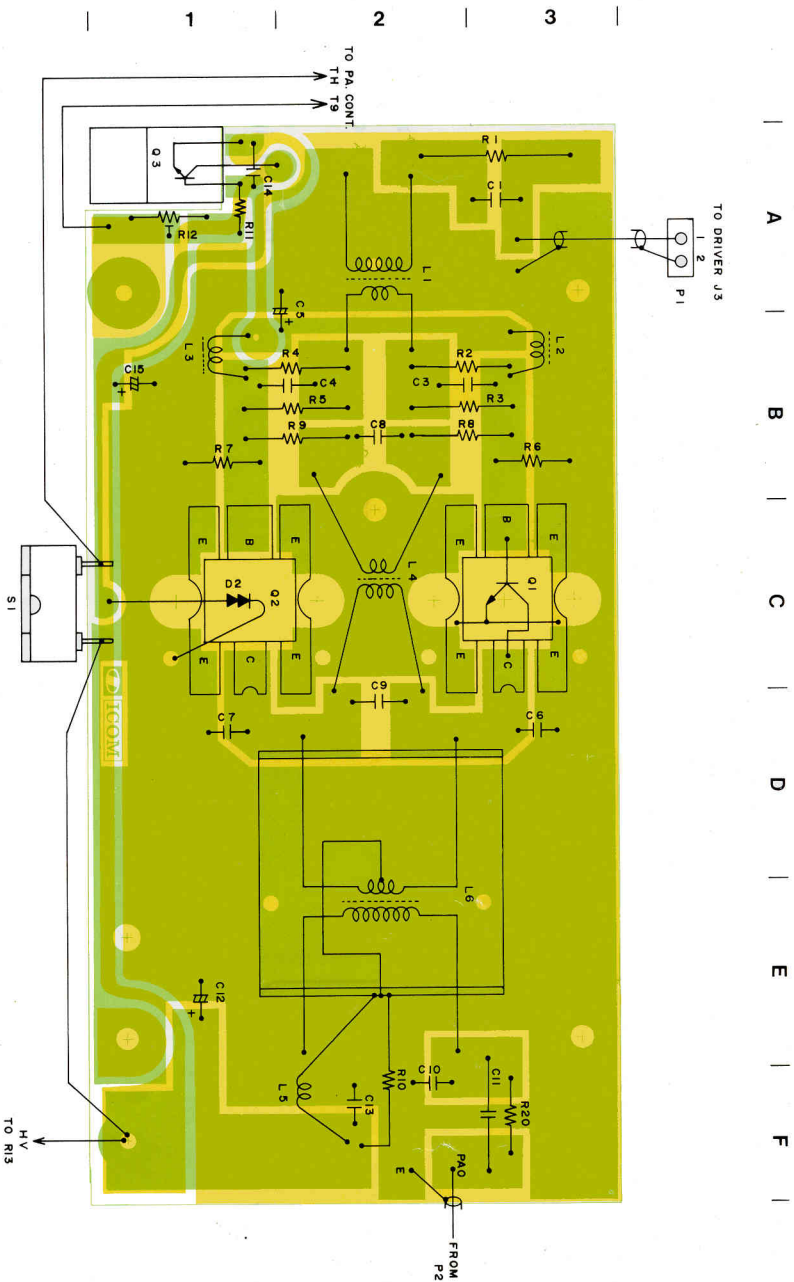 1
2
3
TO PA. CONT.
TH T9
A
B
C
D
E
F
Q3
C14
R11
R12
R1
C1
TO DRIVER J3
1
2
P1
L1
C5
L3
L2
R4
R2
C15
C4
C3
R5
R3
R9
C8
R8
R7
R6
E
B
E
E
B
E
D2
Q2
L4
Q1
S1
E
C
E
E
C
E
ICOM
C9
C7
C6
L6
C12
L5
C13
R10
C10
C11
R20
E
PAO
HV
TO R13
FROM
P2